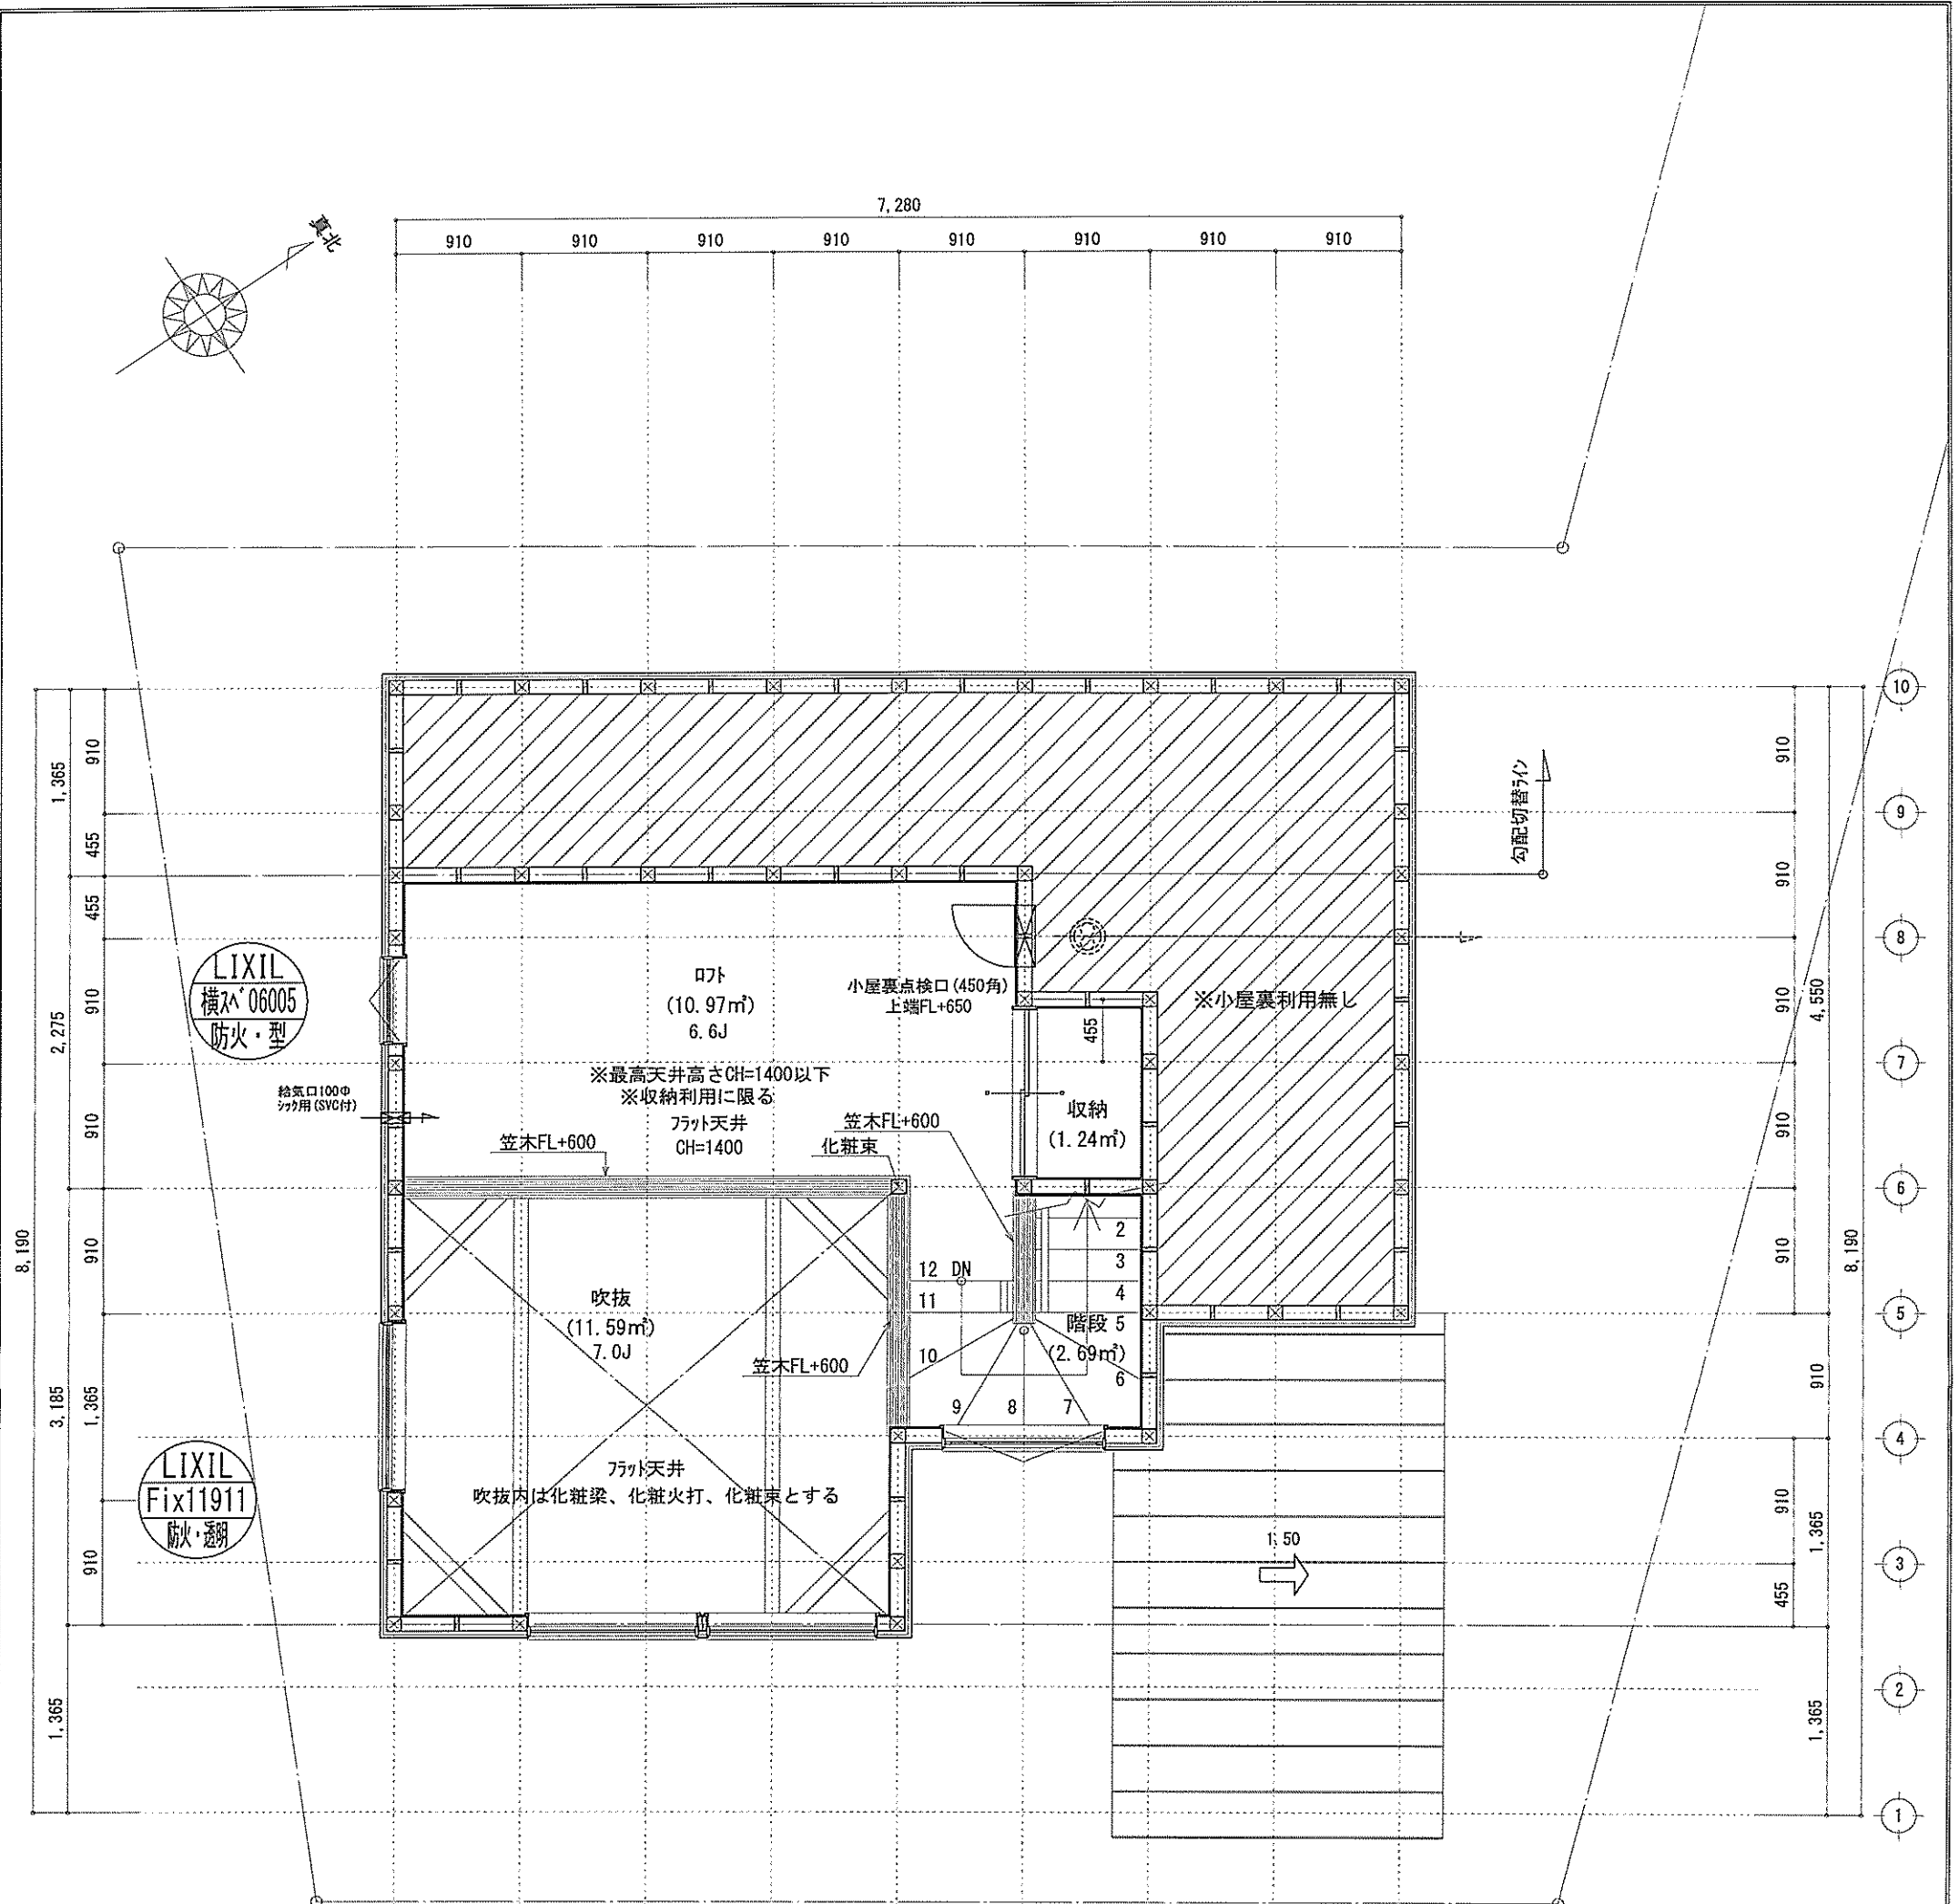 真北
7,280
910
910
910
910
910
910
910
910
8,190
1,365
2,275
3,185
1,365
910
455
455
910
910
910
1,365
910
LIXIL
横スベ 06005
防火・型
給気口100Φ
シック用(SVC付)
LIXIL
Fix11911
防火・透明
ロフト
(10.97㎡)
6.6J
※最高天井高さCH=1400以下
※収納利用に限る
フラット天井
CH=1400
小屋裏点検口(450角)
上端FL+650
※小屋裏利用無し
455
収納
(1.24㎡)
笠木FL+600
化粧束
笠木FL+600
吹抜
(11.59㎡)
7.0J
笠木FL+600
フラット天井
吹抜内は化粧梁、化粧火打、化粧束とする
12 DN
11
10
9
8
7
2
3
4
階段 5
(2.69㎡)
6
勾配切替ライン
1.50
910
910
910
910
910
4,550
910
910
455
1,365
1,365
8,190
10
9
8
7
6
5
4
3
2
1